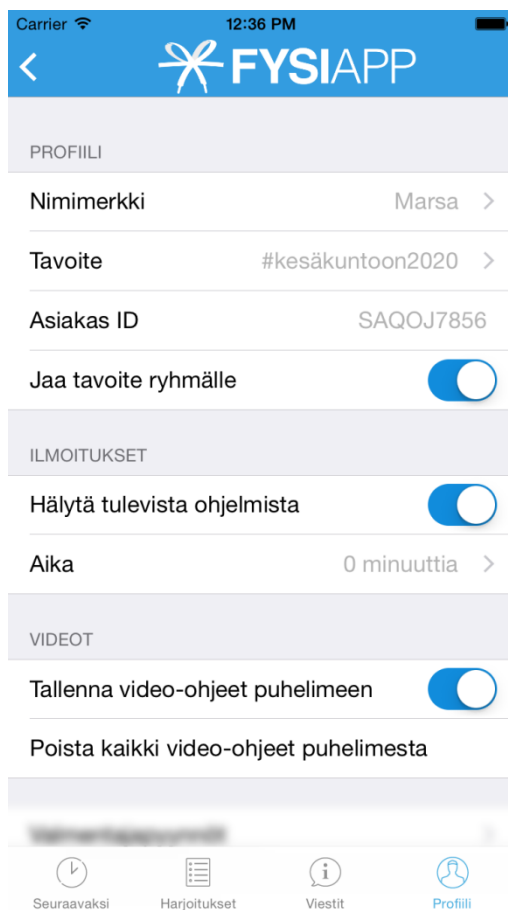 Carrier 12:36 PM
FYSIAPP
PROFIILI
Nimimerkki Marsa
Tavoite #kesäkuntoon2020
Asiakas ID SAQOJ7856
Jaa tavoite ryhmälle
ILMOITUKSET
Hälytä tulevista ohjelmista
Aika 0 minuuttia
VIDEOT
Tallenna video-ohjeet puhelimeen
Poista kaikki video-ohjeet puhelimesta
Seuraavaksi Harjoitukset Viestit Profiili